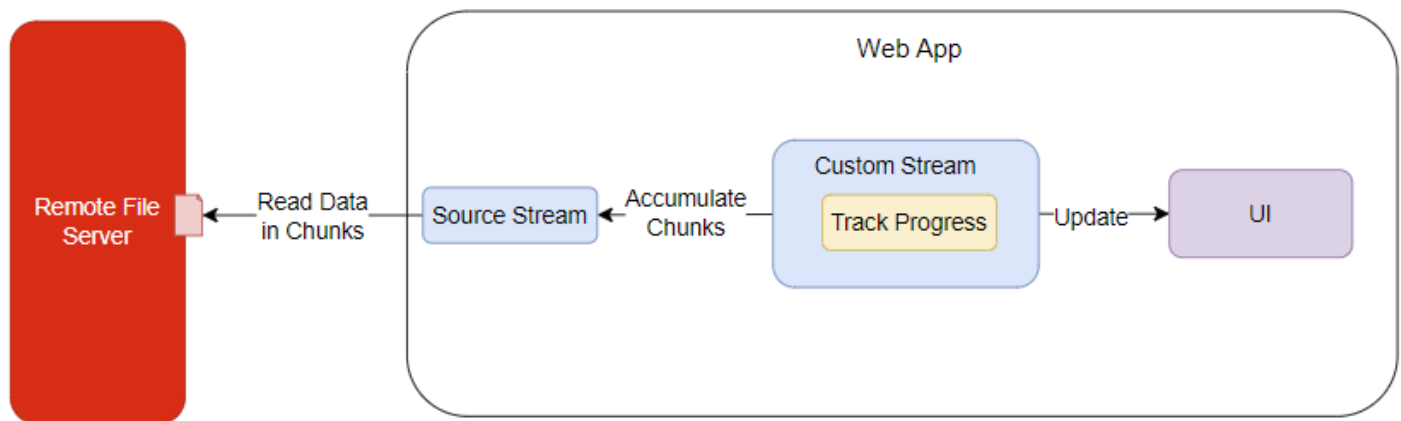 Web App
Remote File
Server
Read Data
in Chunks
Source Stream
Accumulate
Chunks
Custom Stream
Track Progress
Update
UI